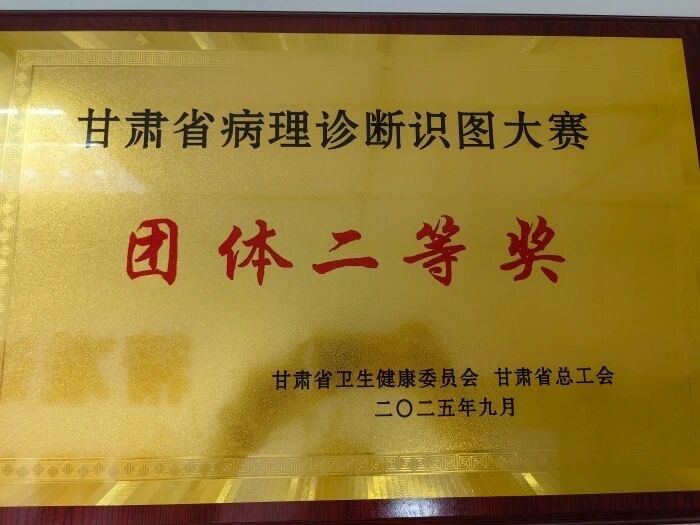 甘肃省病理诊断识图大赛
团体二等奖
甘肃省卫生健康委员会 甘肃省总工会
二〇二五年九月